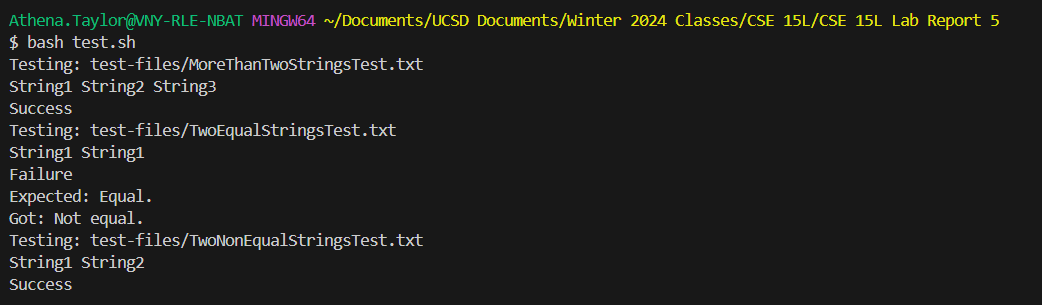 Athena.Taylor@VNY-RLE-NBAT MINGW64 ~/Documents/UCSD Documents/Winter 2024 Classes/CSE 15L/CSE 15L Lab Report 5
$ bash test.sh
Testing: test-files/MoreThanTwoStringsTest.txt
String1 String2 String3
Success
Testing: test-files/TwoEqualStringsTest.txt
String1 String1
Failure
Expected: Equal.
Got: Not equal.
Testing: test-files/TwoNonEqualStringsTest.txt
String1 String2
Success